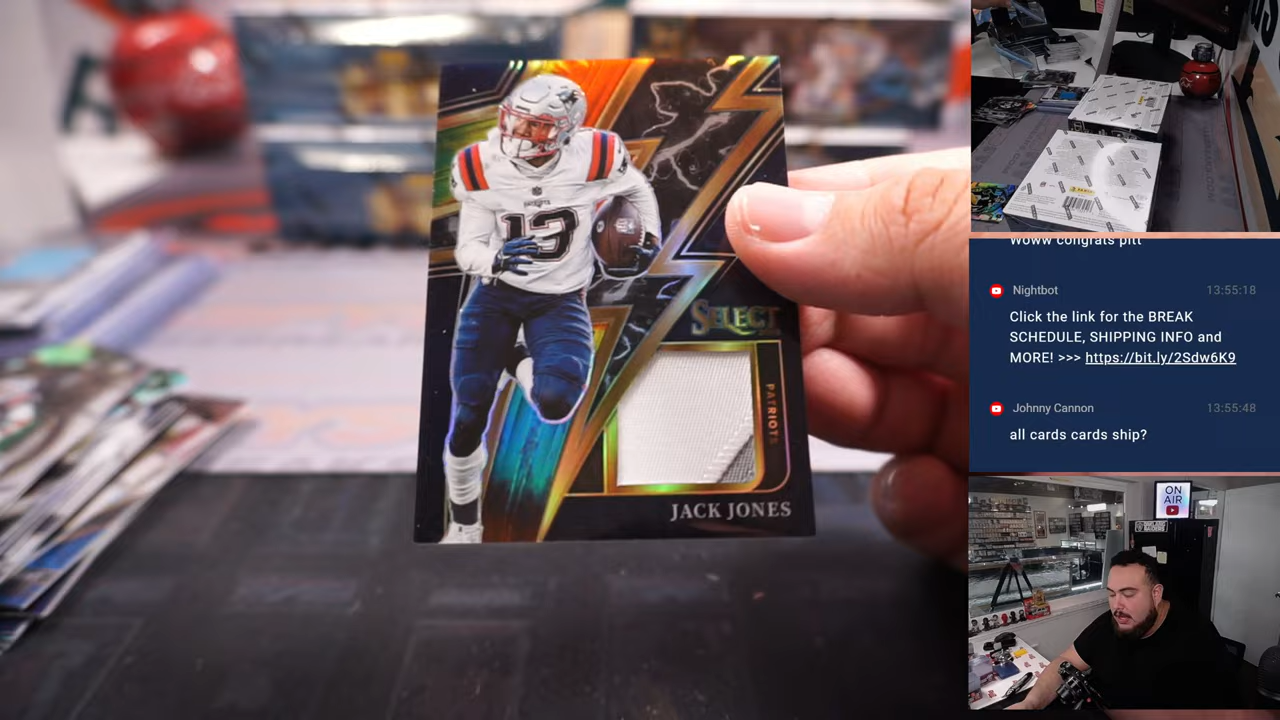 PATRIOTS
13
SELECT
PATRIOTS
JACK JONES
Woww congrats pitt
Nightbot 13:55:18
Click the link for the BREAK
SCHEDULE, SHIPPING INFO and
MORE! >>> https://bit.ly/2Sdw6K9
Johnny Cannon 13:55:48
all cards cards ship?
ON
AIR